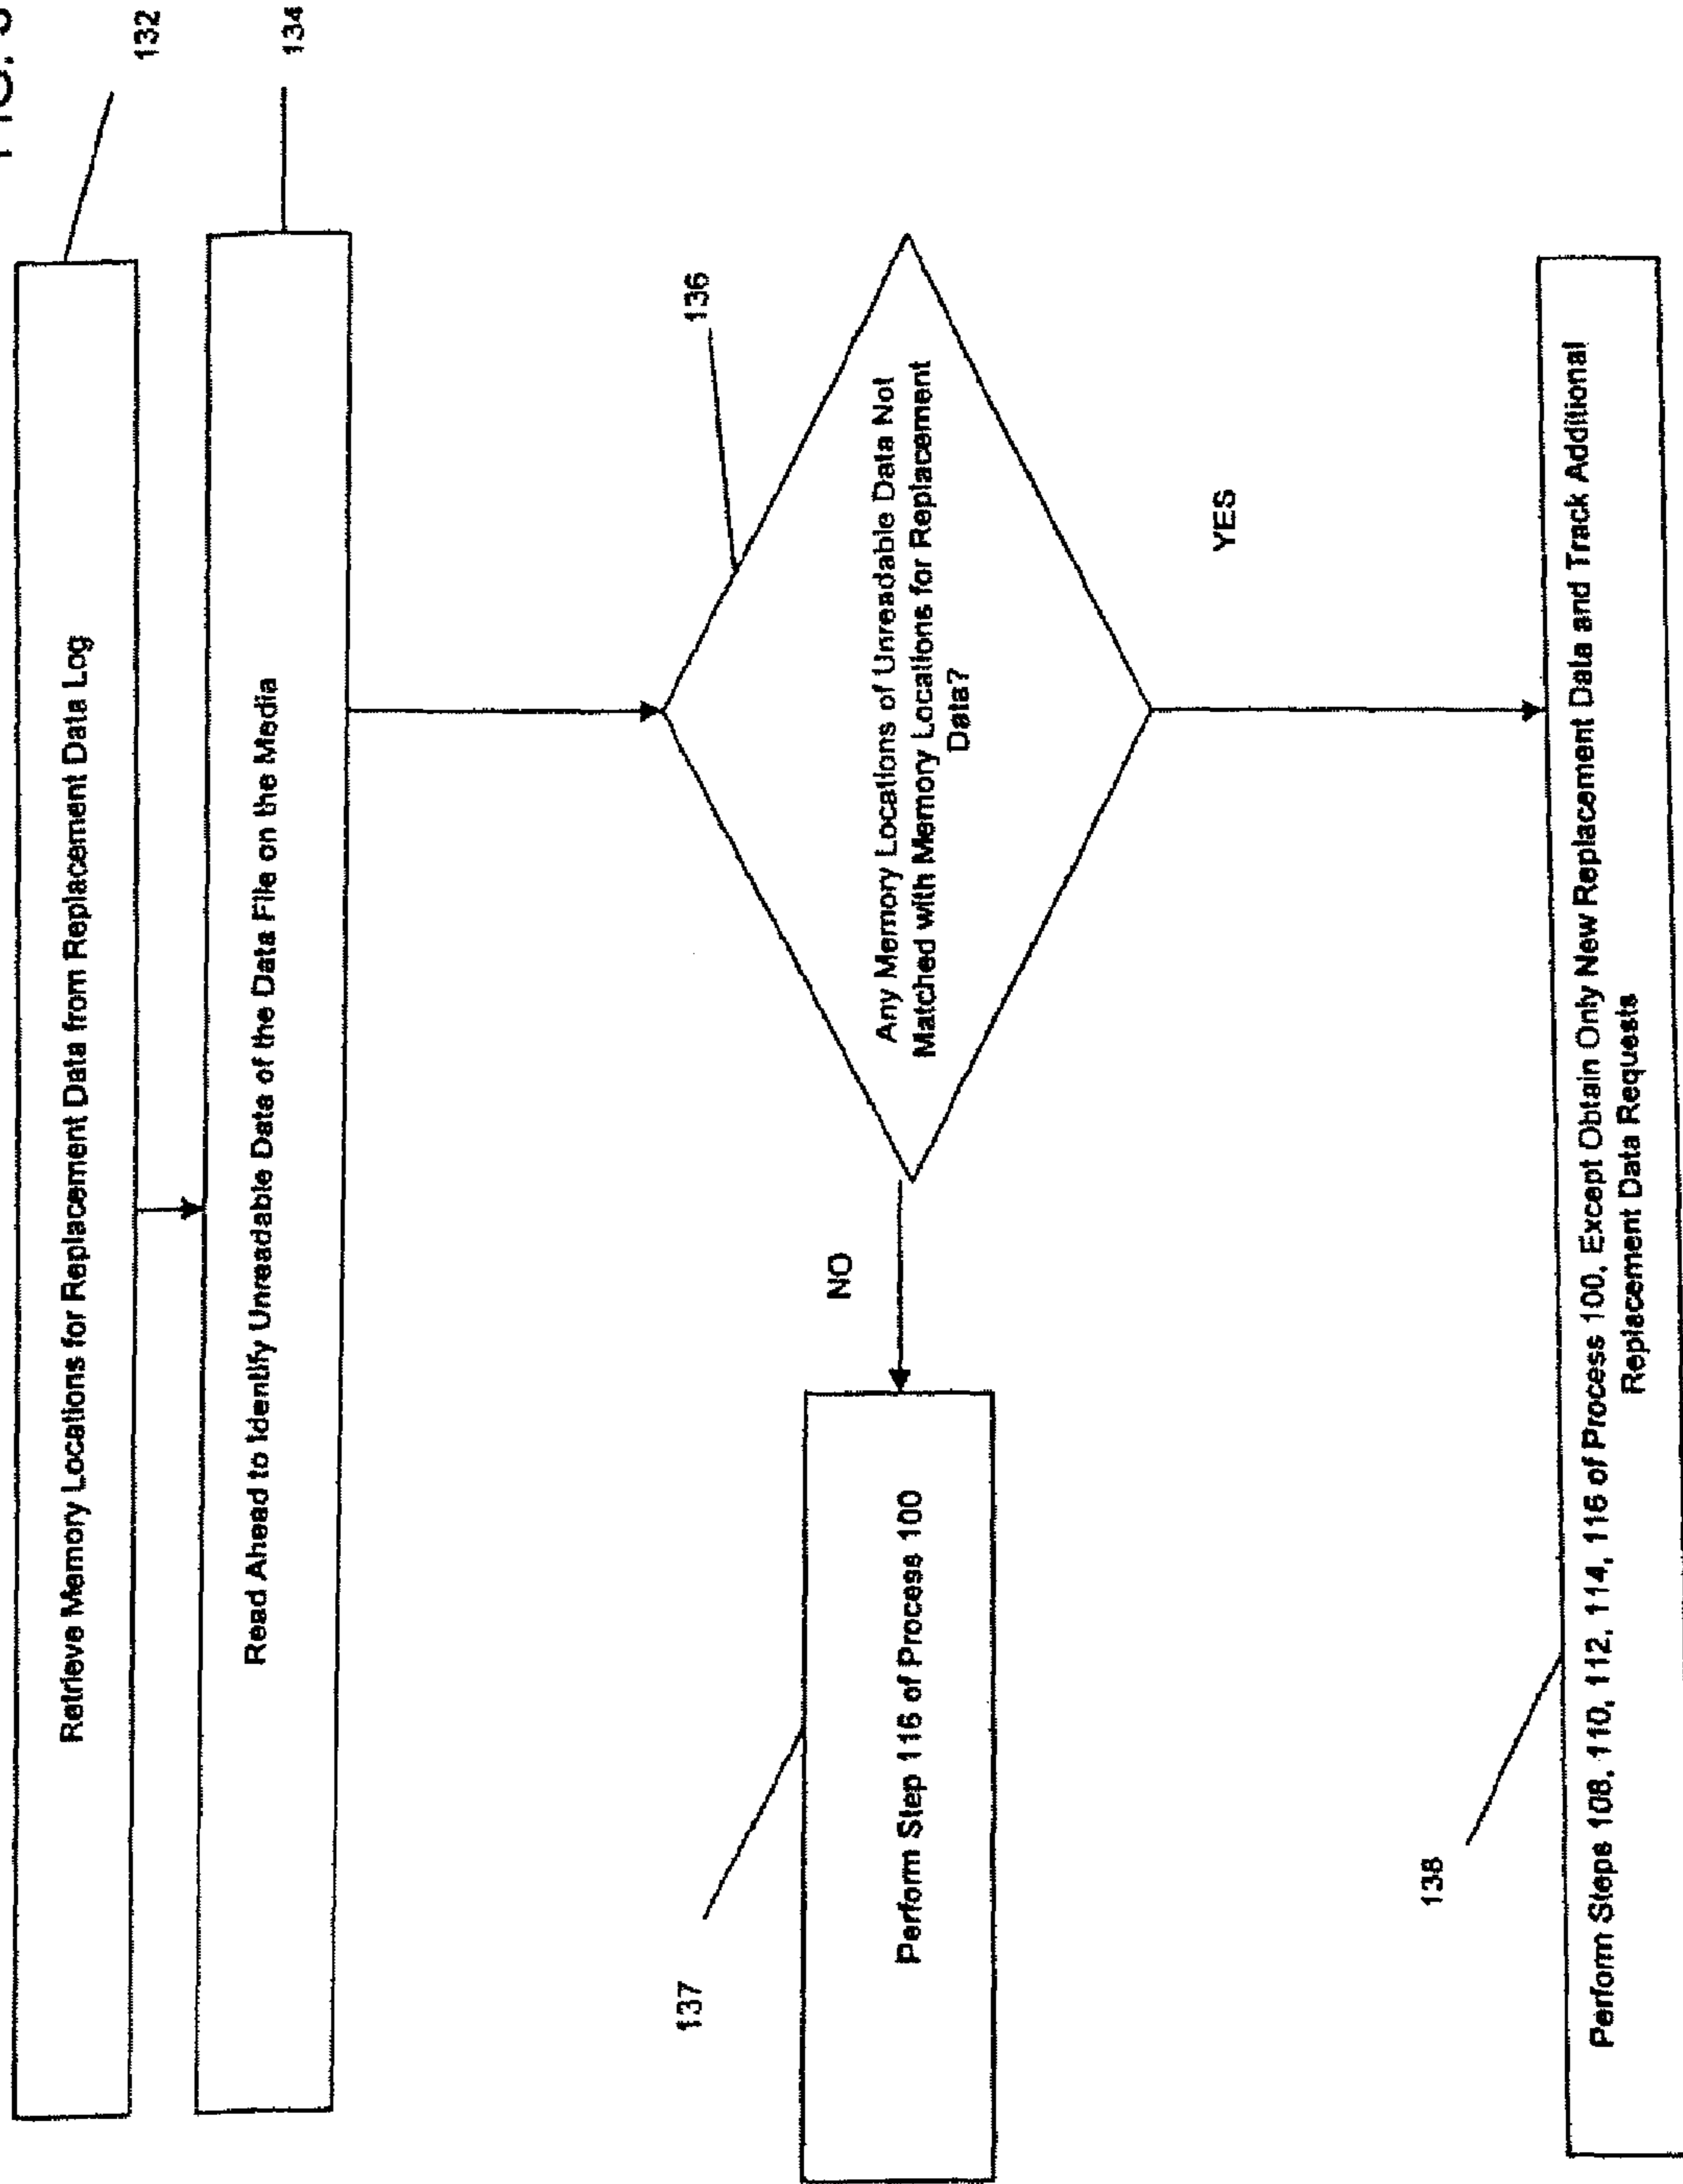 132
Retrieve Memory Locations for Replacement Data from Replacement Data Log
134
Read Ahead to Identify Unreadable Data of the Data File on the Media
136
Any Memory Locations of Unreadable Data Not
Matched with Memory Locations for Replacement
Data?
NO
YES
137
Perform Step 116 of Process 100
138
Perform Steps 108, 110, 112, 114, 116 of Process 100, Except Obtain Only New Replacement Data and Track Additional
Replacement Data Requests